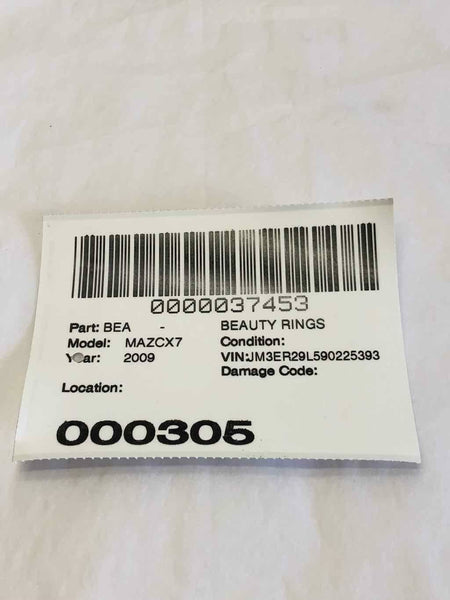 0000037453
Part: BEA - BEAUTY RINGS
Model: MAZCX7 Condition:
Year: 2009 VIN:JM3ER29L590225393
Damage Code:
Location:
000305